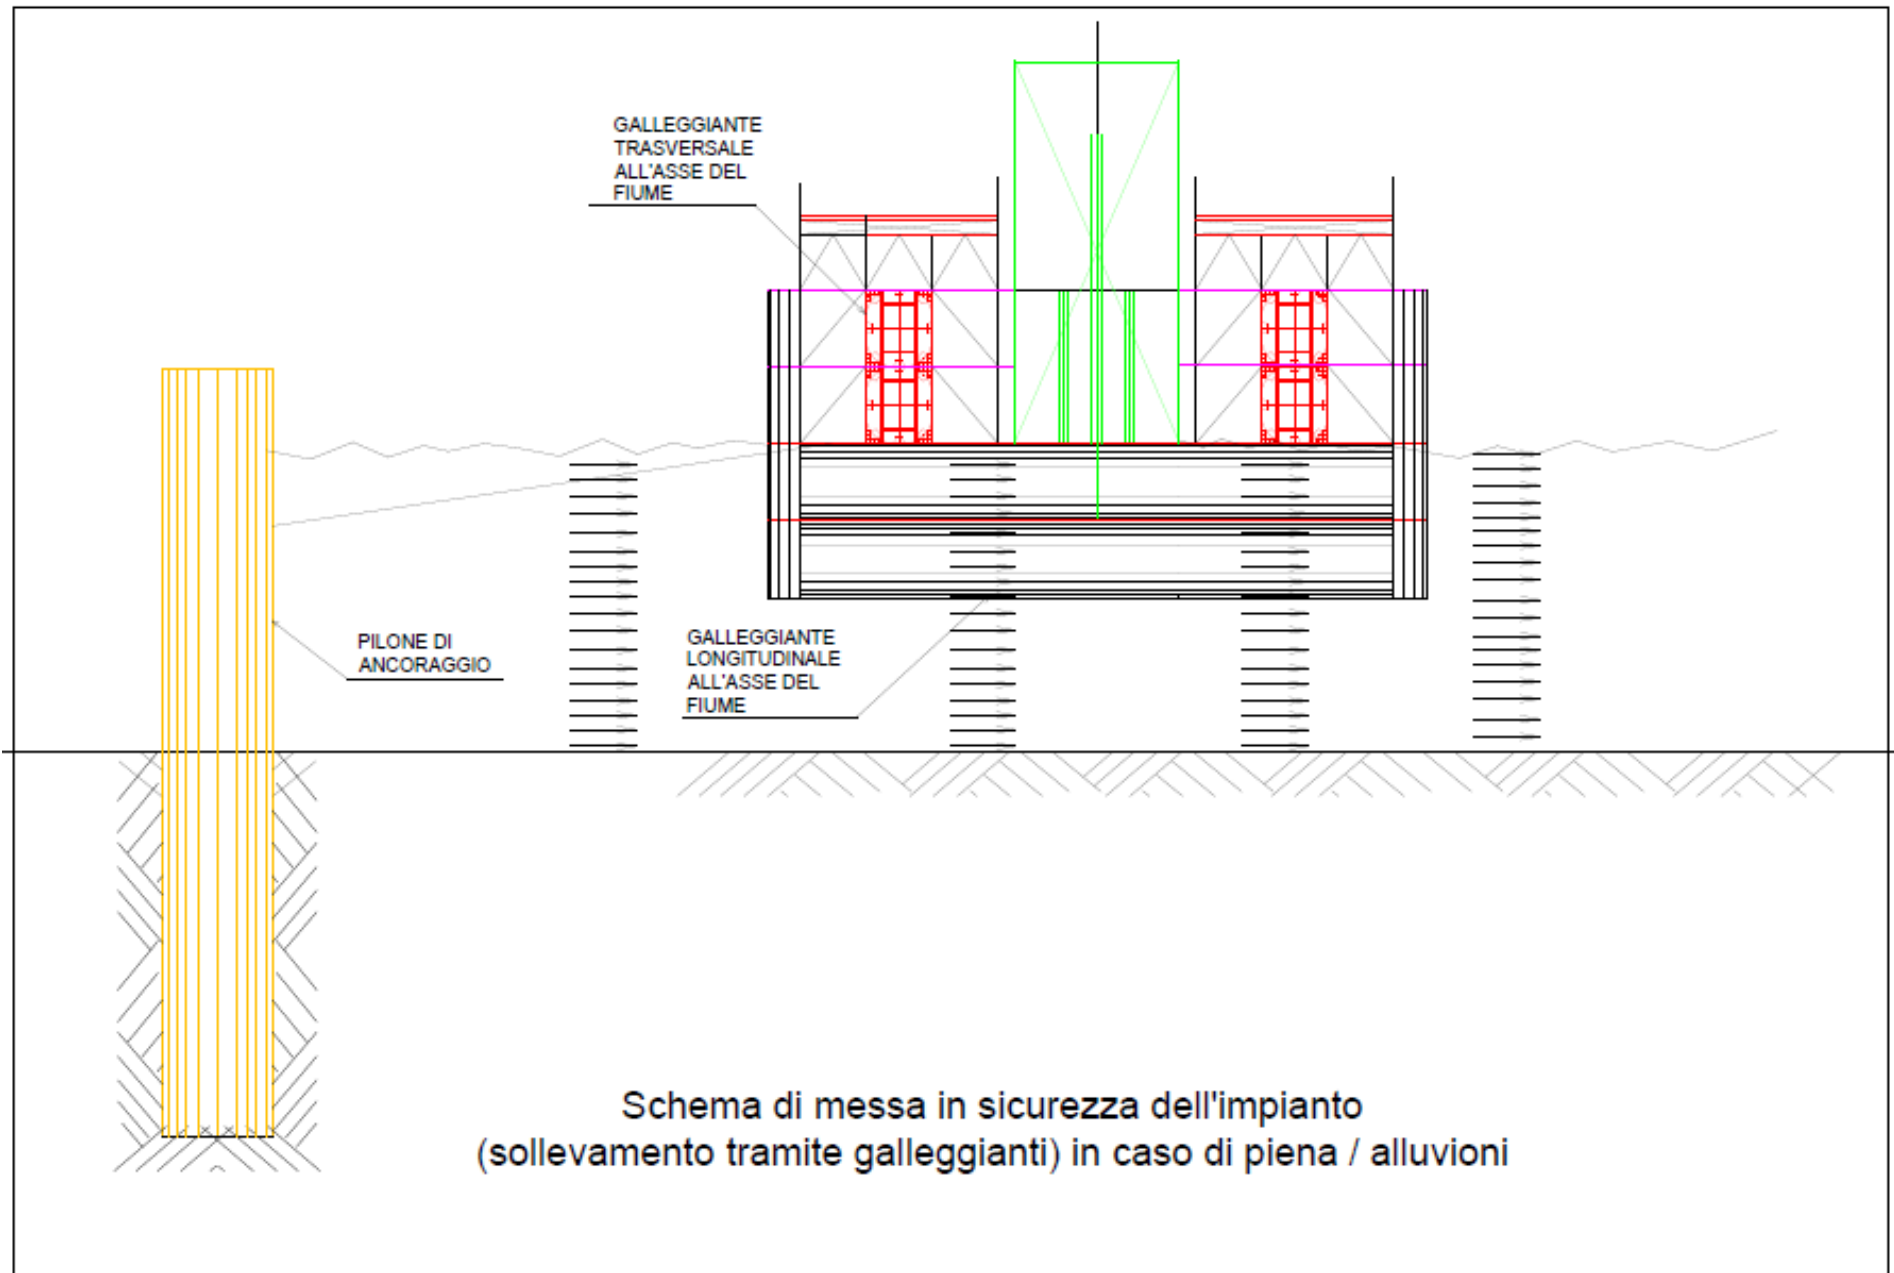 GALLEGGIANTE
TRASVERSALE
ALL'ASSE DEL
FIUME
PILONE DI
ANCORAGGIO
GALLEGGIANTE
LONGITUDINALE
ALL'ASSE DEL
FIUME
Schema di messa in sicurezza dell'impianto
(sollevamento tramite galleggianti) in caso di piena / alluvioni